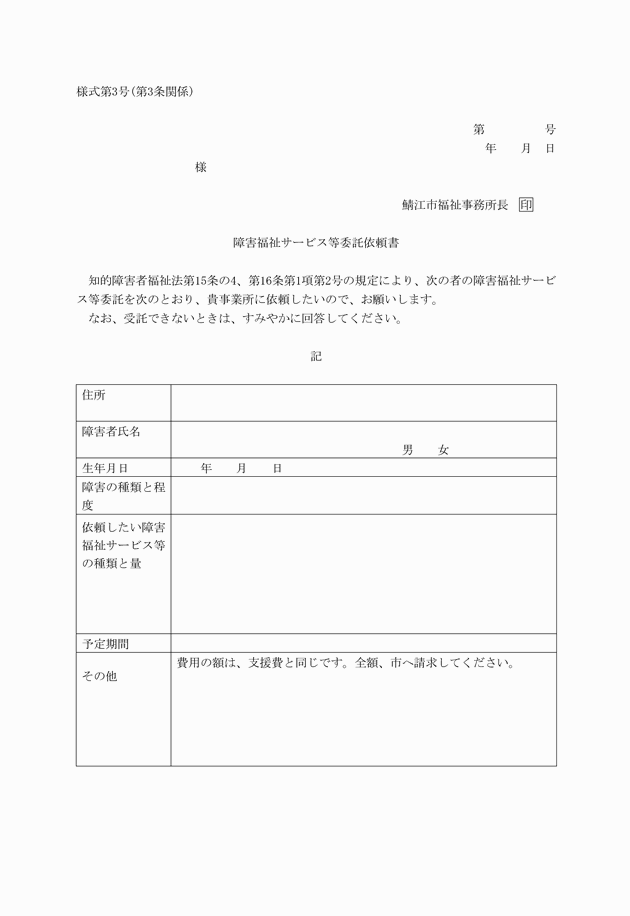 様式第3号(第3条関係)
第　　　　　号
年　　月　日
様
鯖江市福祉事務所長　印
障害福祉サービス等委託依頼書
　知的障害者福祉法第15条の4、第16条第1項第2号の規定により、次の者の障害福祉サービ
ス等委託を次のとおり、貴事業所に依頼したいので、お願いします。
　なお、受託できないときは、すみやかに回答してください。
記
住所
障害者氏名
男　　女
生年月日　　　年　　月　　日
障害の種類と程
度
依頼したい障害
福祉サービス等
の種類と量
予定期間
費用の額は、支援費と同じです。全額、市へ請求してください。
その他